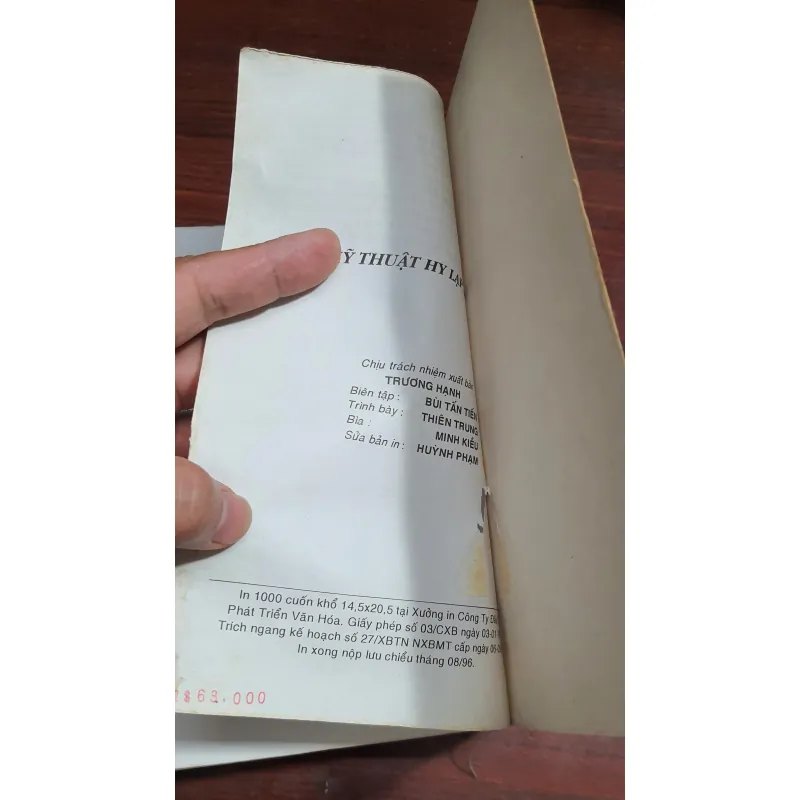 THUẬT HY
Chịu trách nhiệm xuất
TRƯƠNG HẠNH
Biên tập : BÙI TẤN TIẾN
Trình bày : THIÊN TRUNG
Bìa : MINH KIỀU
Sửa bản in : HUỲNH PHẠM
In 1000 cuốn khổ 14,5x20,5 tại Xưởng in Công Ty
Phát Triển Văn Hóa. Giấy phép số 03/CXB ngày 03-01
Trích ngang kế hoạch số 27/XBTN NXBMT cấp ngày
In xong nộp lưu chiểu tháng 08/96.
$63.000